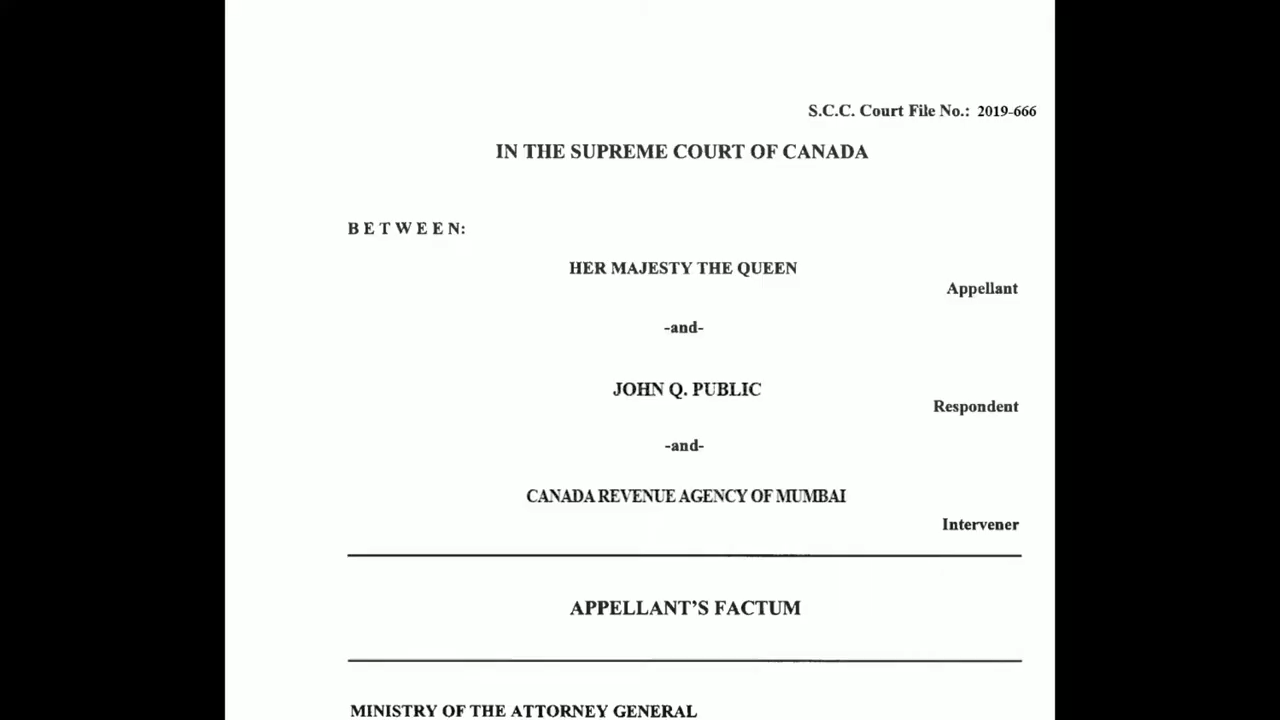 S.C.C. Court File No.: 2019-666
IN THE SUPREME COURT OF CANADA
B E T W E E N:
HER MAJESTY THE QUEEN
Appellant
-and-
JOHN Q. PUBLIC
Respondent
-and-
CANADA REVENUE AGENCY OF MUMBAI
Intervener
APPELLANT'S FACTUM
MINISTRY OF THE ATTORNEY GENERAL